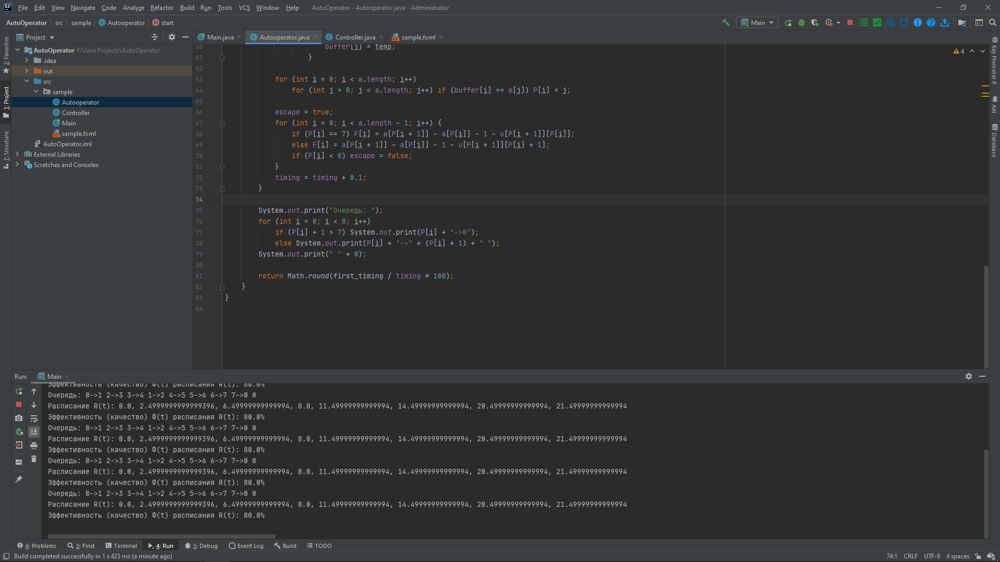 File Edit View Navigate Code Analyze Refactor Build Run Tools VCS Window Help AutoOperator - Autooperator.java - Administrator
AutoOperator src sample Autooperator start Main
2: Favorites
1: Project
7: Structure
Project
AutoOperator F:\Java Projects\AutoOperator
.idea
out
src
sample
Autooperator
Controller
Main
sample.fxml
AutoOperator.iml
External Libraries
Scratches and Consoles
Main.java Autooperator.java Controller.java sample.fxml
4
60 buffer[j] = temp;
61 }
62
63 for (int i = 0; i < a.length; i++)
64 for (int j = 0; j < a.length; j++) if (buffer[i] == a[j]) P[i] = j;
65
66 escape = true;
67 for (int i = 0; i < a.length - 1; i++) {
68 if (P[i] == 7) F[i] = a[P[i + 1]] - a[P[i]] - 1 - u[P[i + 1]][P[i]];
69 else F[i] = a[P[i + 1]] - a[P[i]] - 1 - u[P[i + 1]][P[i] + 1];
70 if (F[i] < 0) escape = false;
71 }
72 timing = timing + 0.1;
73 }
74
75 System.out.print("Очередь: ");
76 for (int i = 0; i < 8; i++)
77 if (P[i] + 1 > 7) System.out.print(P[i] + "->0");
78 else System.out.print(P[i] + "->" + (P[i] + 1) + " ");
79 System.out.print(" " + 0);
80
81 return Math.round(first_timing / timing * 100);
82 }
83 }
84
Key Promoter X
Ant
Database
Run: Main
Эффективность (качество) Ф(t) расписания R(t): 80.0%
Очередь: 0->1 2->3 3->4 1->2 4->5 5->6 6->7 7->0 0
Расписание R(t): 0.0, 2.4999999999999396, 6.49999999999994, 8.0, 11.49999999999994, 14.49999999999994, 20.49999999999994, 21.49999999999994
Эффективность (качество) Ф(t) расписания R(t): 80.0%
Очередь: 0->1 2->3 3->4 1->2 4->5 5->6 6->7 7->0 0
Расписание R(t): 0.0, 2.4999999999999396, 6.49999999999994, 8.0, 11.49999999999994, 14.49999999999994, 20.49999999999994, 21.49999999999994
Эффективность (качество) Ф(t) расписания R(t): 80.0%
Очередь: 0->1 2->3 3->4 1->2 4->5 5->6 6->7 7->0 0
Расписание R(t): 0.0, 2.4999999999999396, 6.49999999999994, 8.0, 11.49999999999994, 14.49999999999994, 20.49999999999994, 21.49999999999994
Эффективность (качество) Ф(t) расписания R(t): 80.0%
Очередь: 0->1 2->3 3->4 1->2 4->5 5->6 6->7 7->0 0
Расписание R(t): 0.0, 2.4999999999999396, 6.49999999999994, 8.0, 11.49999999999994, 14.49999999999994, 20.49999999999994, 21.49999999999994
Эффективность (качество) Ф(t) расписания R(t): 80.0%
6: Problems 3: Find Terminal 4: Run 5: Debug Event Log Build TODO
Build completed successfully in 1 s 423 ms (a minute ago) 74:1 CRLF UTF-8 4 spaces